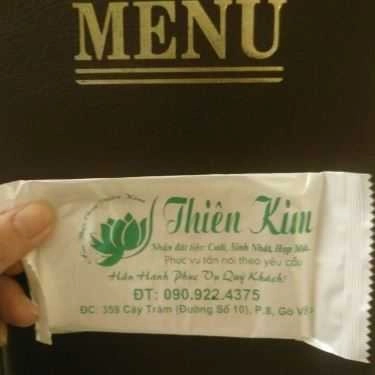 MENU
Thiên Kim
Nhận đặt tiệc: Cưới, Sinh Nhật, Họp Mặt
Phục vụ tận nơi theo yêu cầu
Hân Hạnh Phục Vụ Quý Khách!
ĐT: 090.922.4375
ĐC: 359 Cây Trâm (Đường Số 10), P.8, Gò Vấp